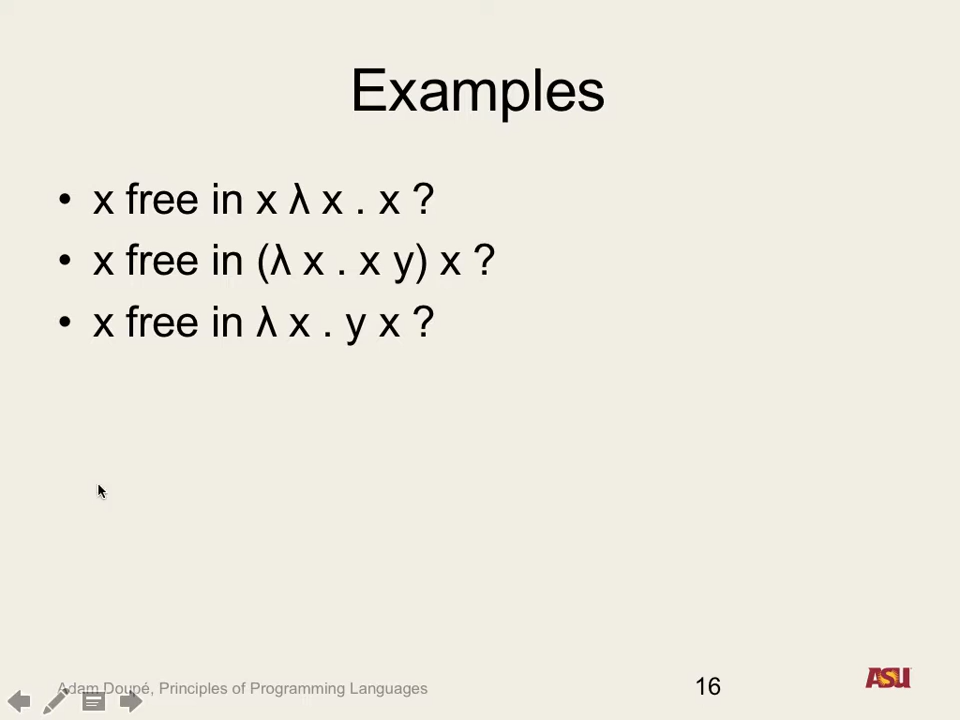 Examples
• x free in x λ x . x ?
• x free in (λ x . x y) x ?
• x free in λ x . y x ?
Adam Doupé, Principles of Programming Languages
16
ASU